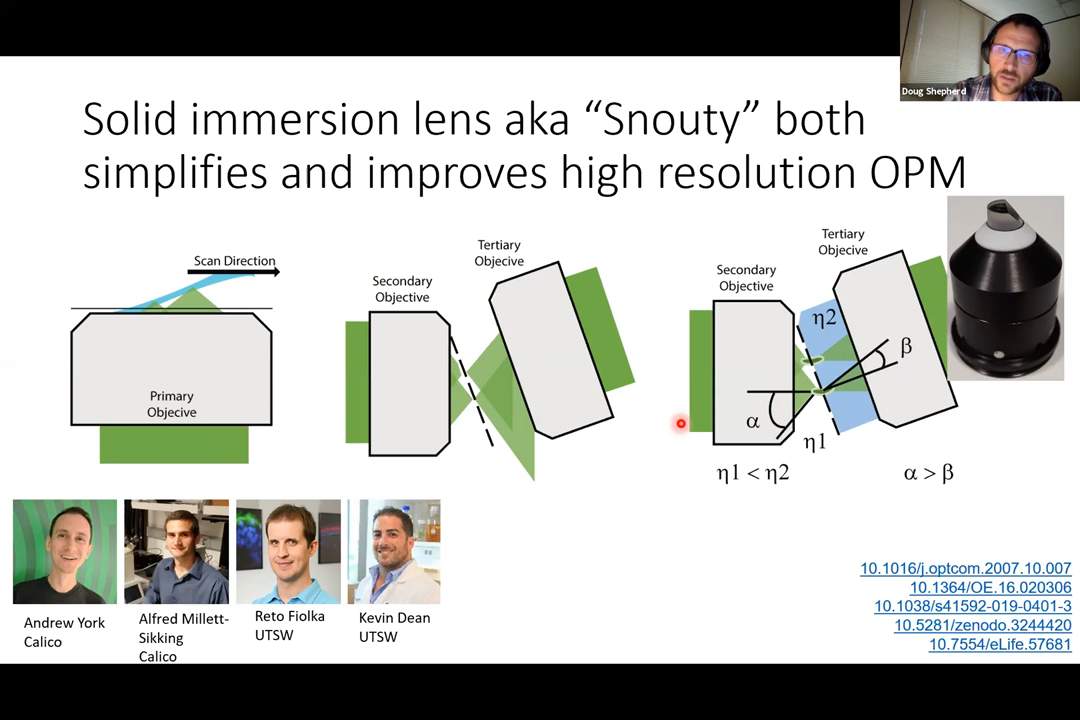 Doug Shepherd
Solid immersion lens aka “Snouty” both
simplifies and improves high resolution OPM
Scan Direction
Primary
Objecive
Secondary
Objective
Tertiary
Objecive
Secondary
Objective
Tertiary
Objecive
η2
β
α
η1
η1 < η2
α > β
Andrew York
Calico
Alfred Millett-
Sikking
Calico
Reto Fiolka
UTSW
Kevin Dean
UTSW
10.1016/j.optcom.2007.10.007
10.1364/OE.16.020306
10.1038/s41592-019-0401-3
10.5281/zenodo.3244420
10.7554/eLife.57681